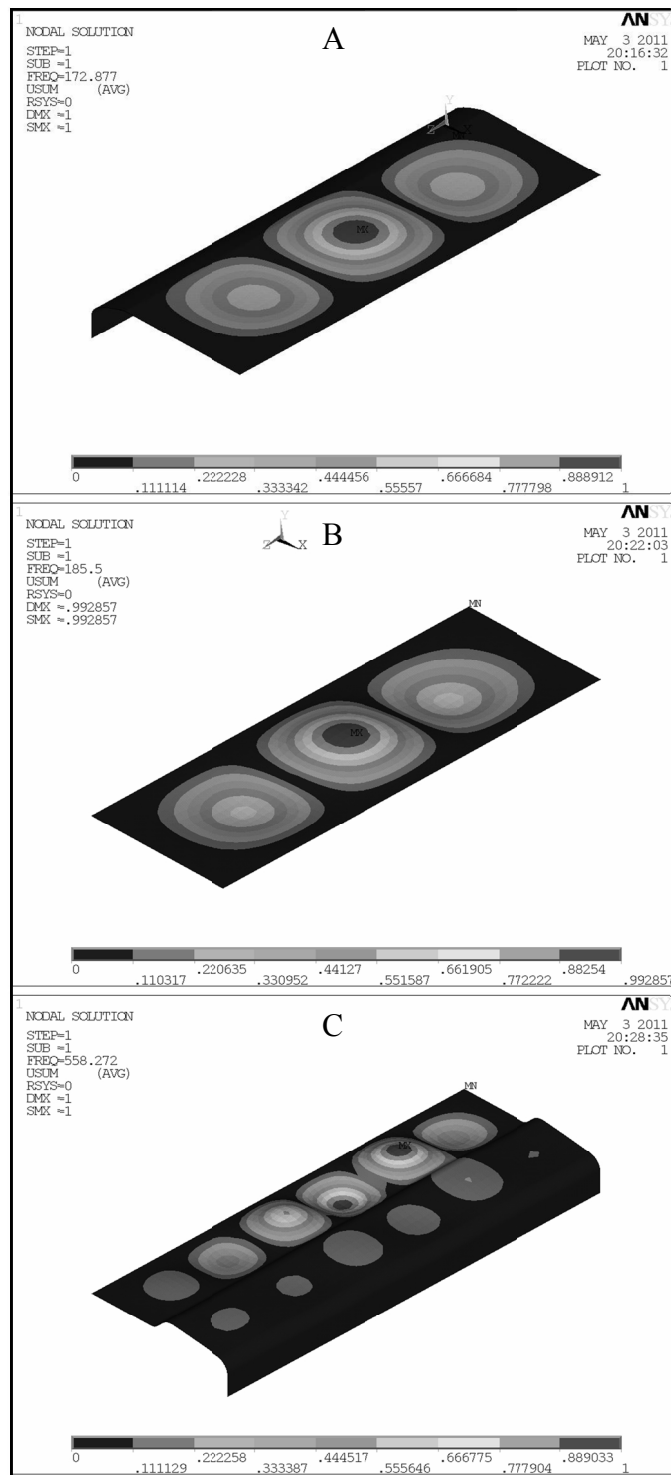 1
ANSYS
NODAL SOLUTION
A
MAY 3 2011
20:16:32
PLOT NO. 1
STEP=1
SUB =1
FREQ=172.877
USUM (AVG)
RSYS=0
DMX =1
SMX =1
Y
Z X
MX
0 .222228 .444456 .666684 .888912
.111114 .333342 .55557 .777798 1
1
ANSYS
NODAL SOLUTION
B
MAY 3 2011
20:22:03
PLOT NO. 1
STEP=1
SUB =1
FREQ=185.5
USUM (AVG)
RSYS=0
DMX =.992857
SMX =.992857
Y
Z X
MN
MX
0 .220635 .44127 .661905 .88254
.110317 .330952 .551587 .772222 .992857
1
ANSYS
NODAL SOLUTION
C
MAY 3 2011
20:28:35
PLOT NO. 1
STEP=1
SUB =1
FREQ=558.272
USUM (AVG)
RSYS=0
DMX =1
SMX =1
MN
MX
0 .222258 .444517 .666775 .889033
.111129 .333387 .555646 .777904 1